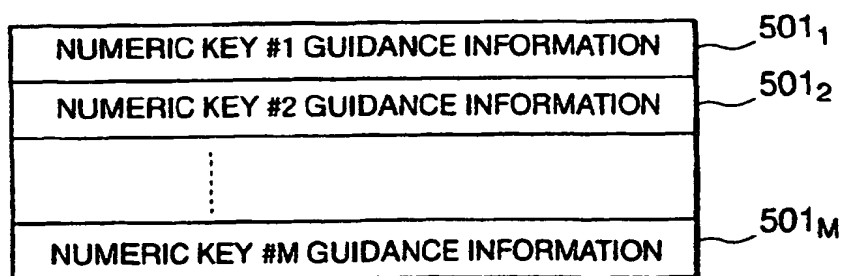 NUMERIC KEY #1 GUIDANCE INFORMATION 501₁
NUMERIC KEY #2 GUIDANCE INFORMATION 501₂
NUMERIC KEY #M GUIDANCE INFORMATION 501M